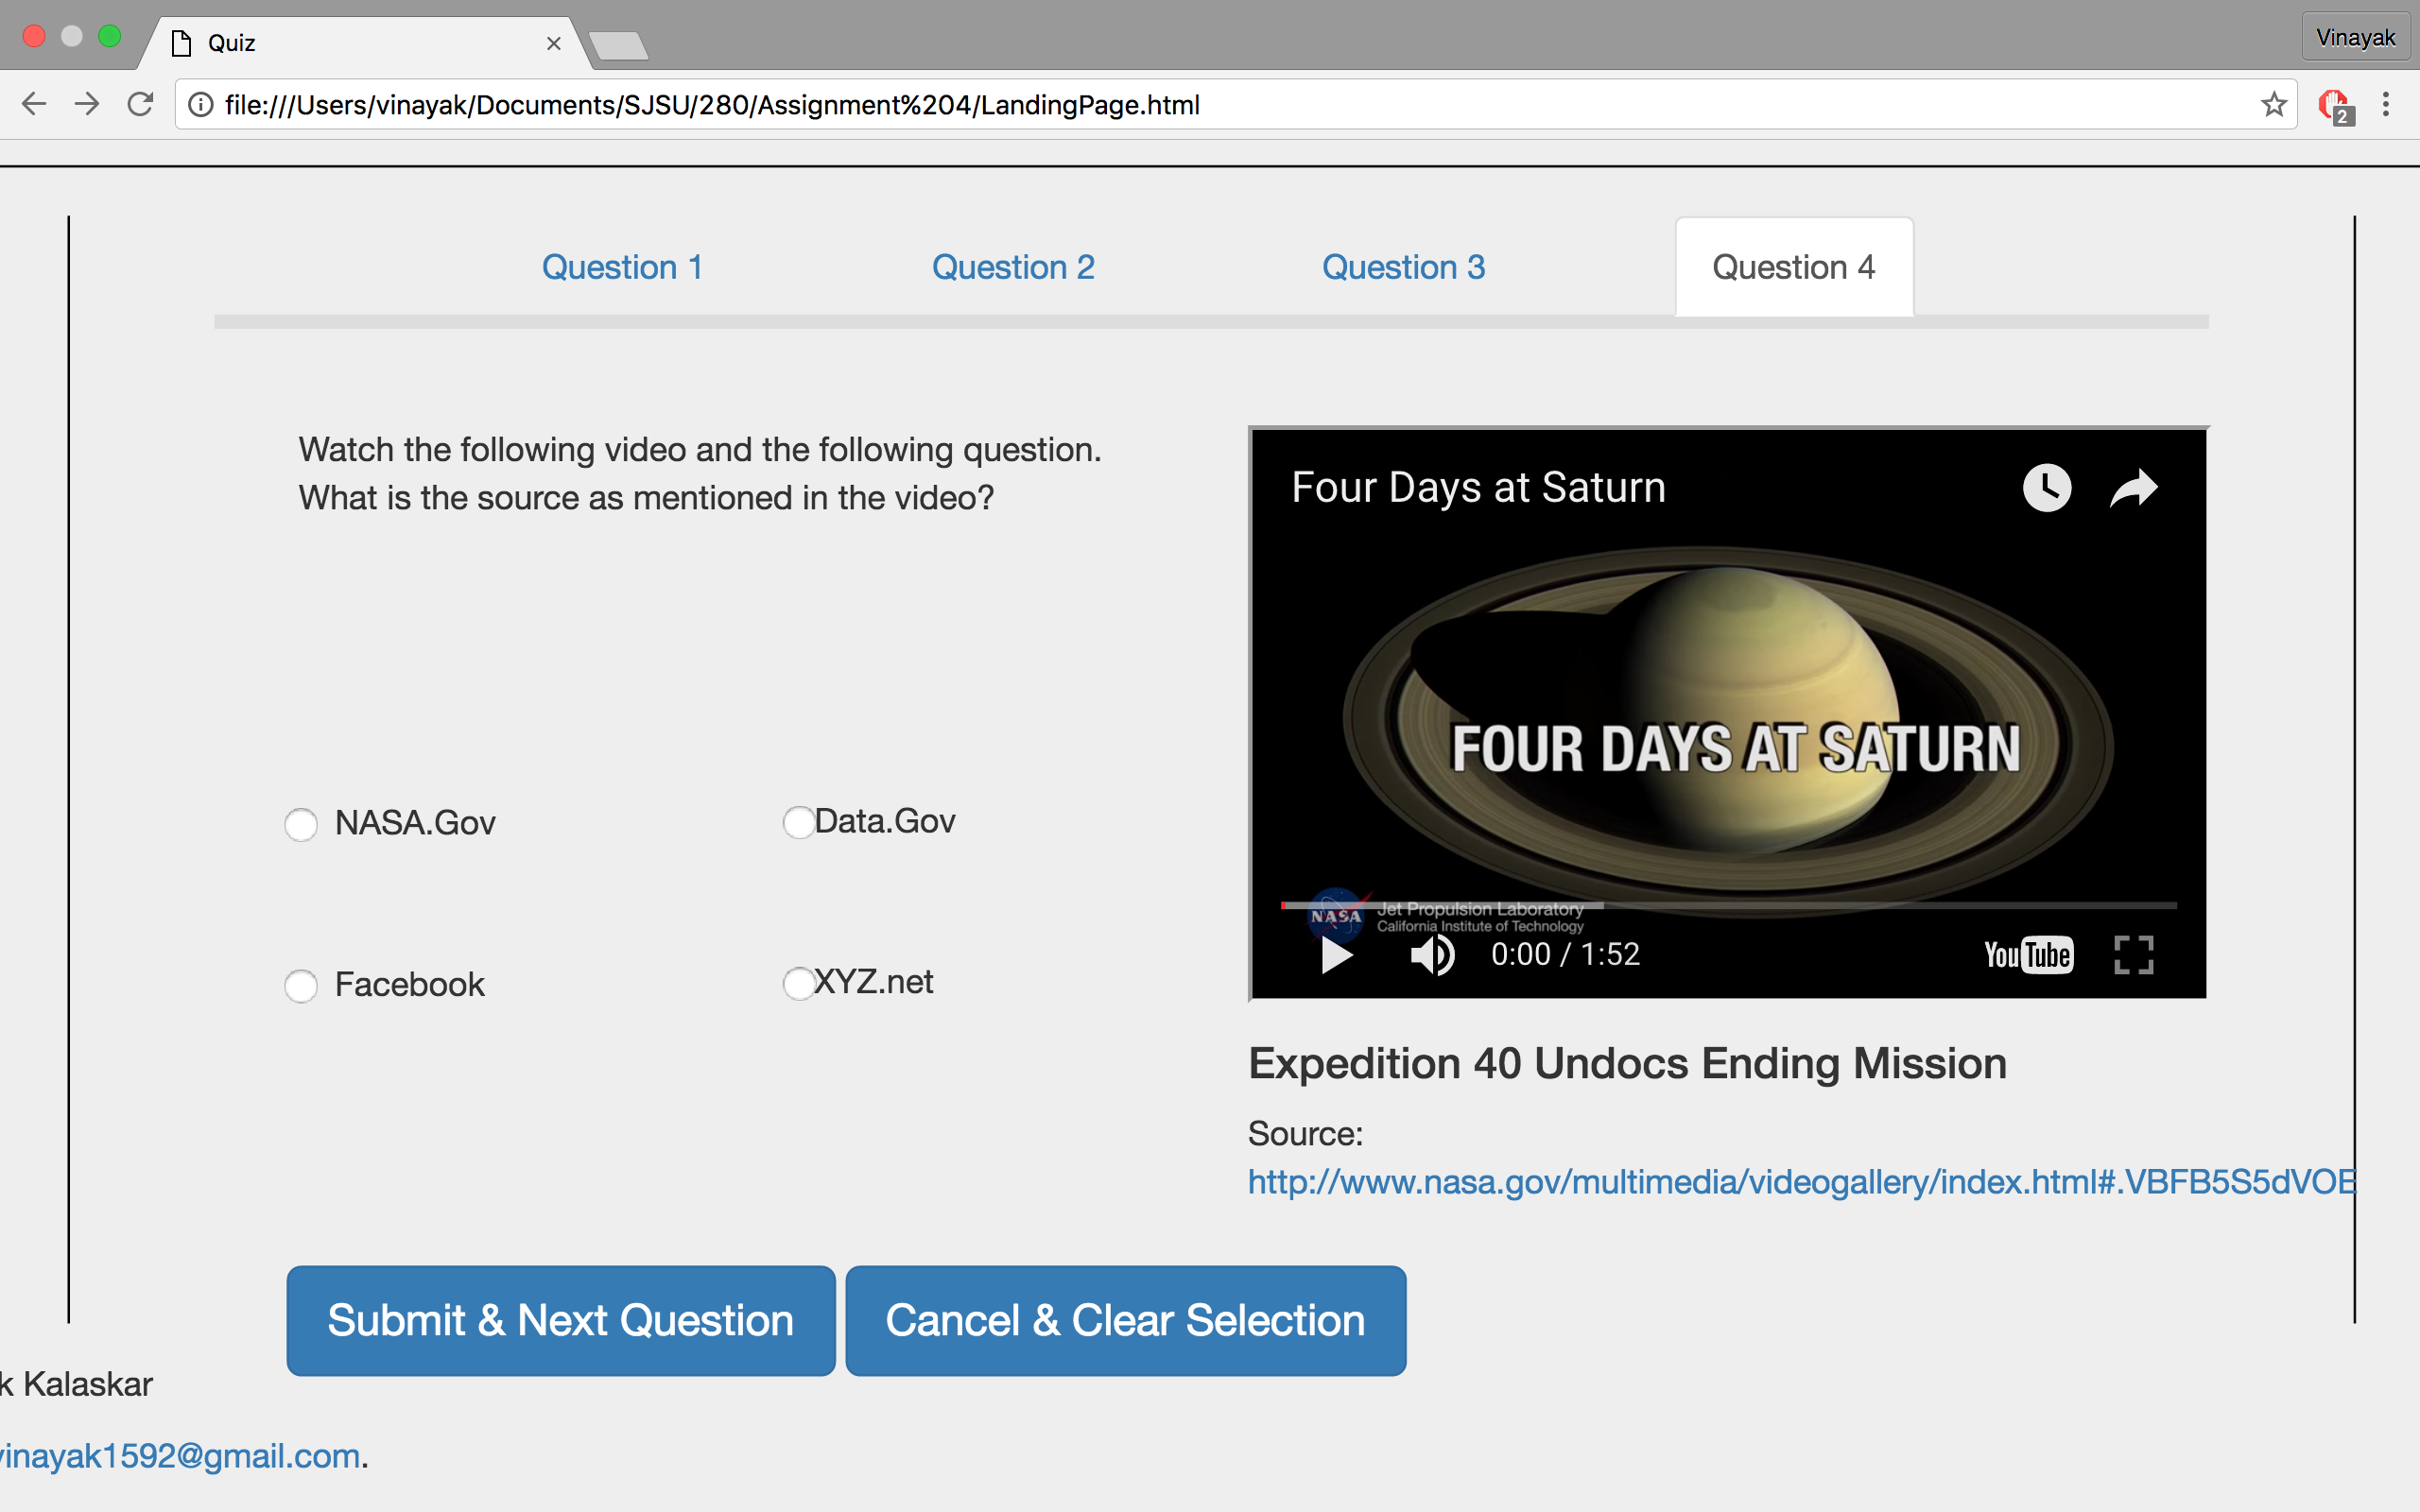 Quiz
Vinayak
file:///Users/vinayak/Documents/SJSU/280/Assignment%204/LandingPage.html
2
Question 1
Question 2
Question 3
Question 4
Watch the following video and the following question.
What is the source as mentioned in the video?
NASA.Gov
Data.Gov
Facebook
XYZ.net
Four Days at Saturn
FOUR DAYS AT SATURN
NASA
Jet Propulsion Laboratory
California Institute of Technology
0:00 / 1:52
YouTube
Expedition 40 Undocs Ending Mission
Source:
http://www.nasa.gov/multimedia/videogallery/index.html#.VBFB5S5dVOE
Submit & Next Question
Cancel & Clear Selection
k Kalaskar
vinayak1592@gmail.com.